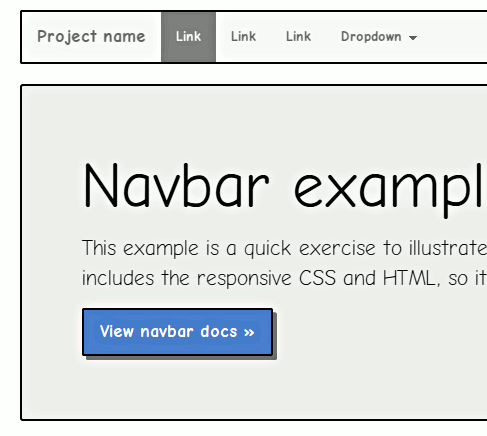 Project name Link Link Link Dropdown
Navbar exampl
This example is a quick exercise to illustrate
includes the responsive CSS and HTML, so it
View navbar docs »